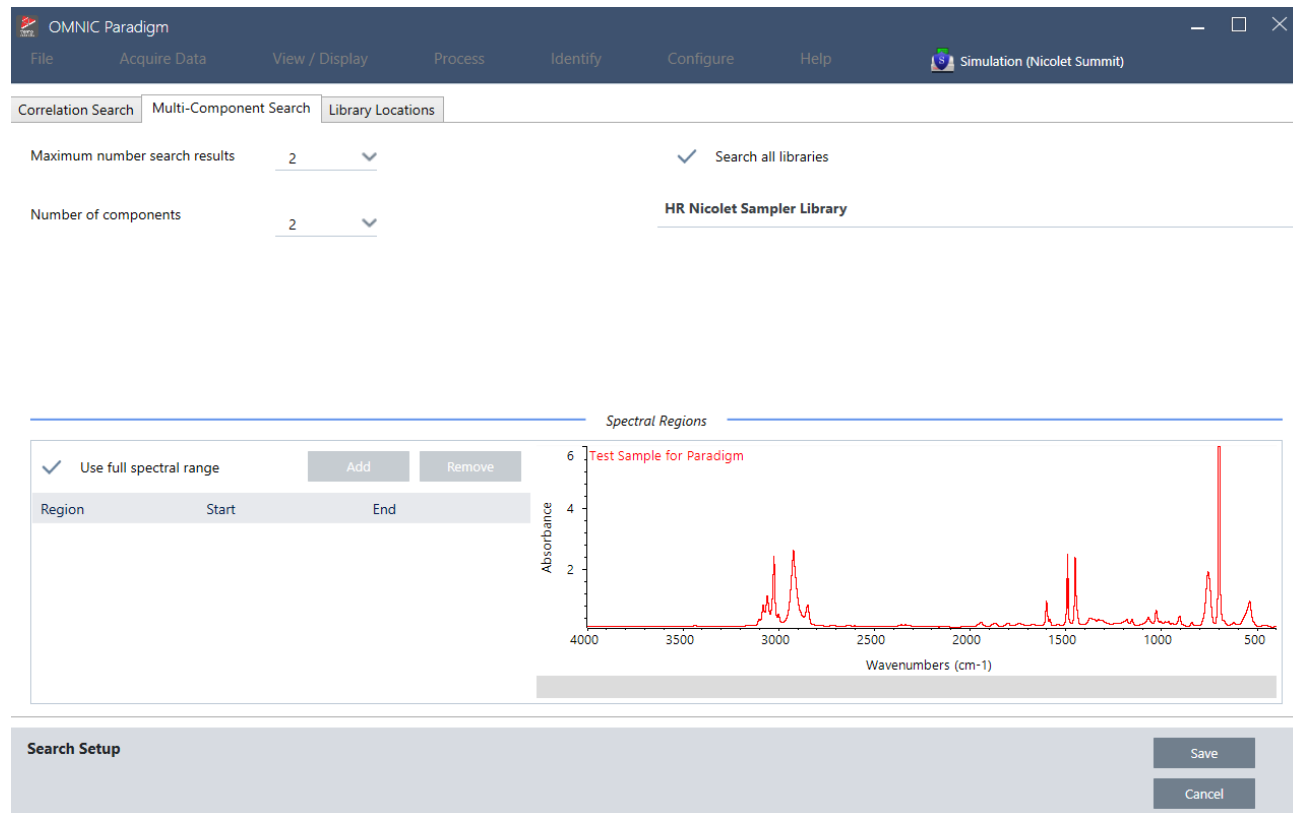 OMNIC Paradigm
File Acquire Data View / Display Process Identify Configure Help Simulation (Nicolet Summit)
Correlation Search Multi-Component Search Library Locations
Maximum number search results 2
Search all libraries
Number of components 2
HR Nicolet Sampler Library
Spectral Regions
Use full spectral range Add Remove
Region Start End
Test Sample for Paradigm
6
4
2
Absorbance
4000 3500 3000 2500 2000 1500 1000 500
Wavenumbers (cm-1)
Search Setup
Save
Cancel